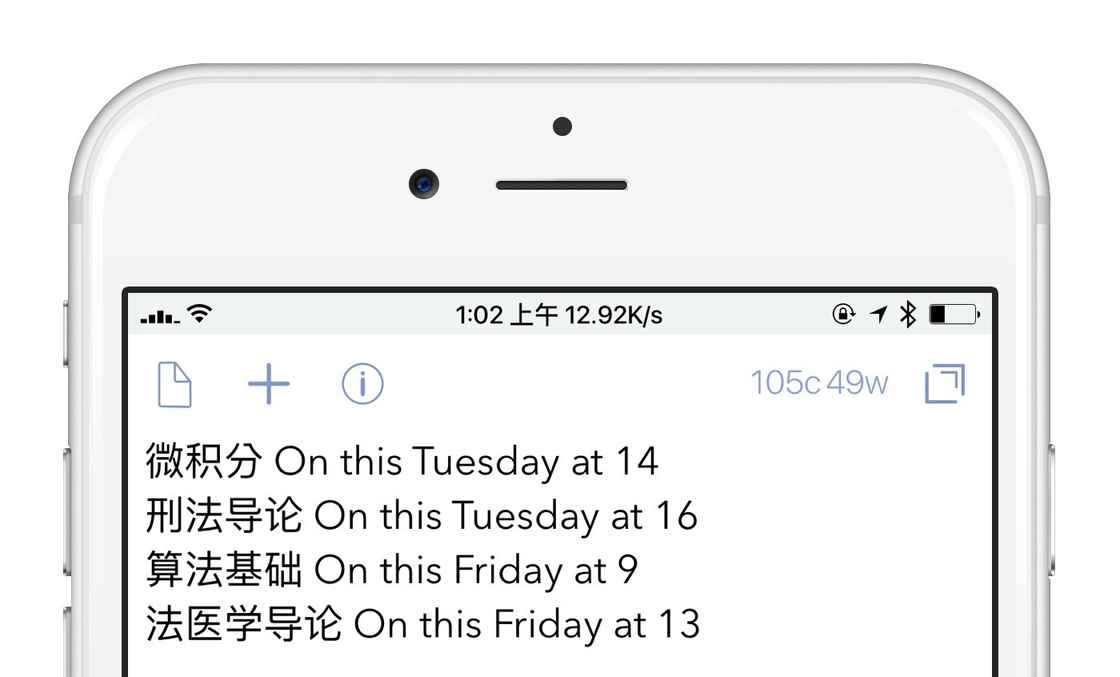 1:02 上午 12.92K/s
105c 49w
微积分 On this Tuesday at 14
刑法导论 On this Tuesday at 16
算法基础 On this Friday at 9
法医学导论 On this Friday at 13